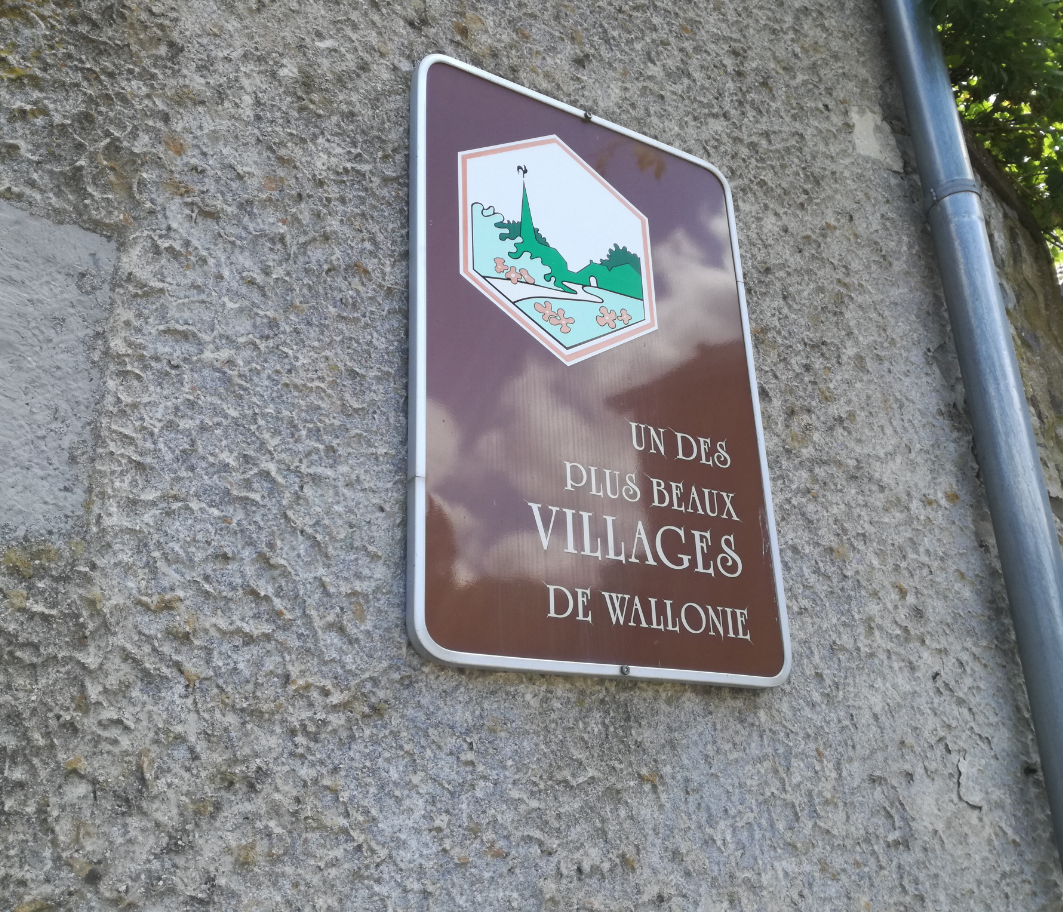 UN DES
PLUS BEAUX
VILLAGES
DE WALLONIE